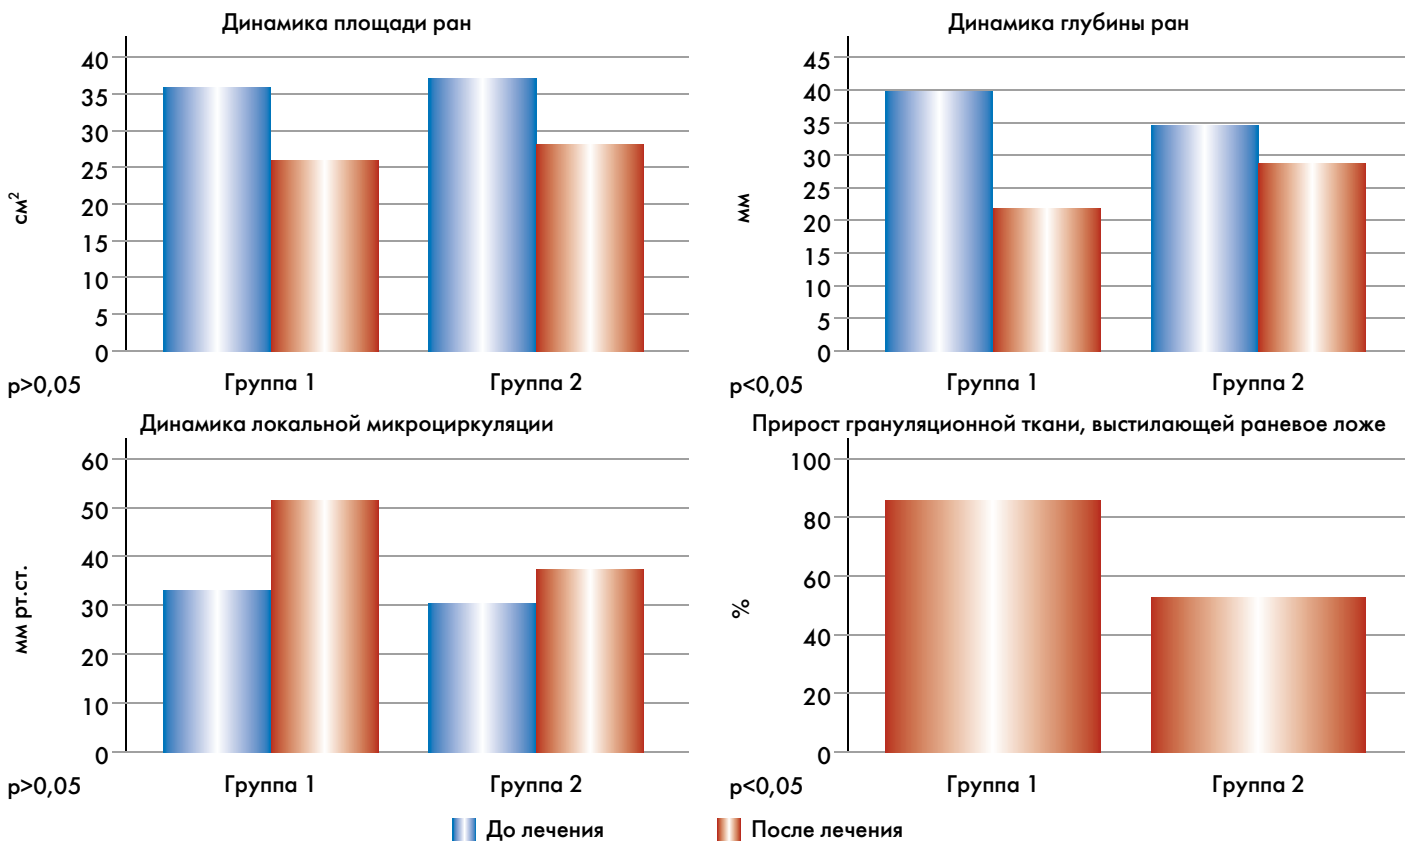 Динамика площади ран
40
35
30
25
20
15
10
5
0
см²
р>0,05
Группа 1
Группа 2
Динамика глубины ран
45
40
35
30
25
20
15
10
5
0
мм
р<0,05
Группа 1
Группа 2
Динамика локальной микроциркуляции
60
50
40
30
20
10
0
мм рт.ст.
р>0,05
Группа 1
Группа 2
Прирост грануляционной ткани, выстилающей раневое ложе
100
80
60
40
20
0
%
р<0,05
Группа 1
Группа 2
До лечения
После лечения